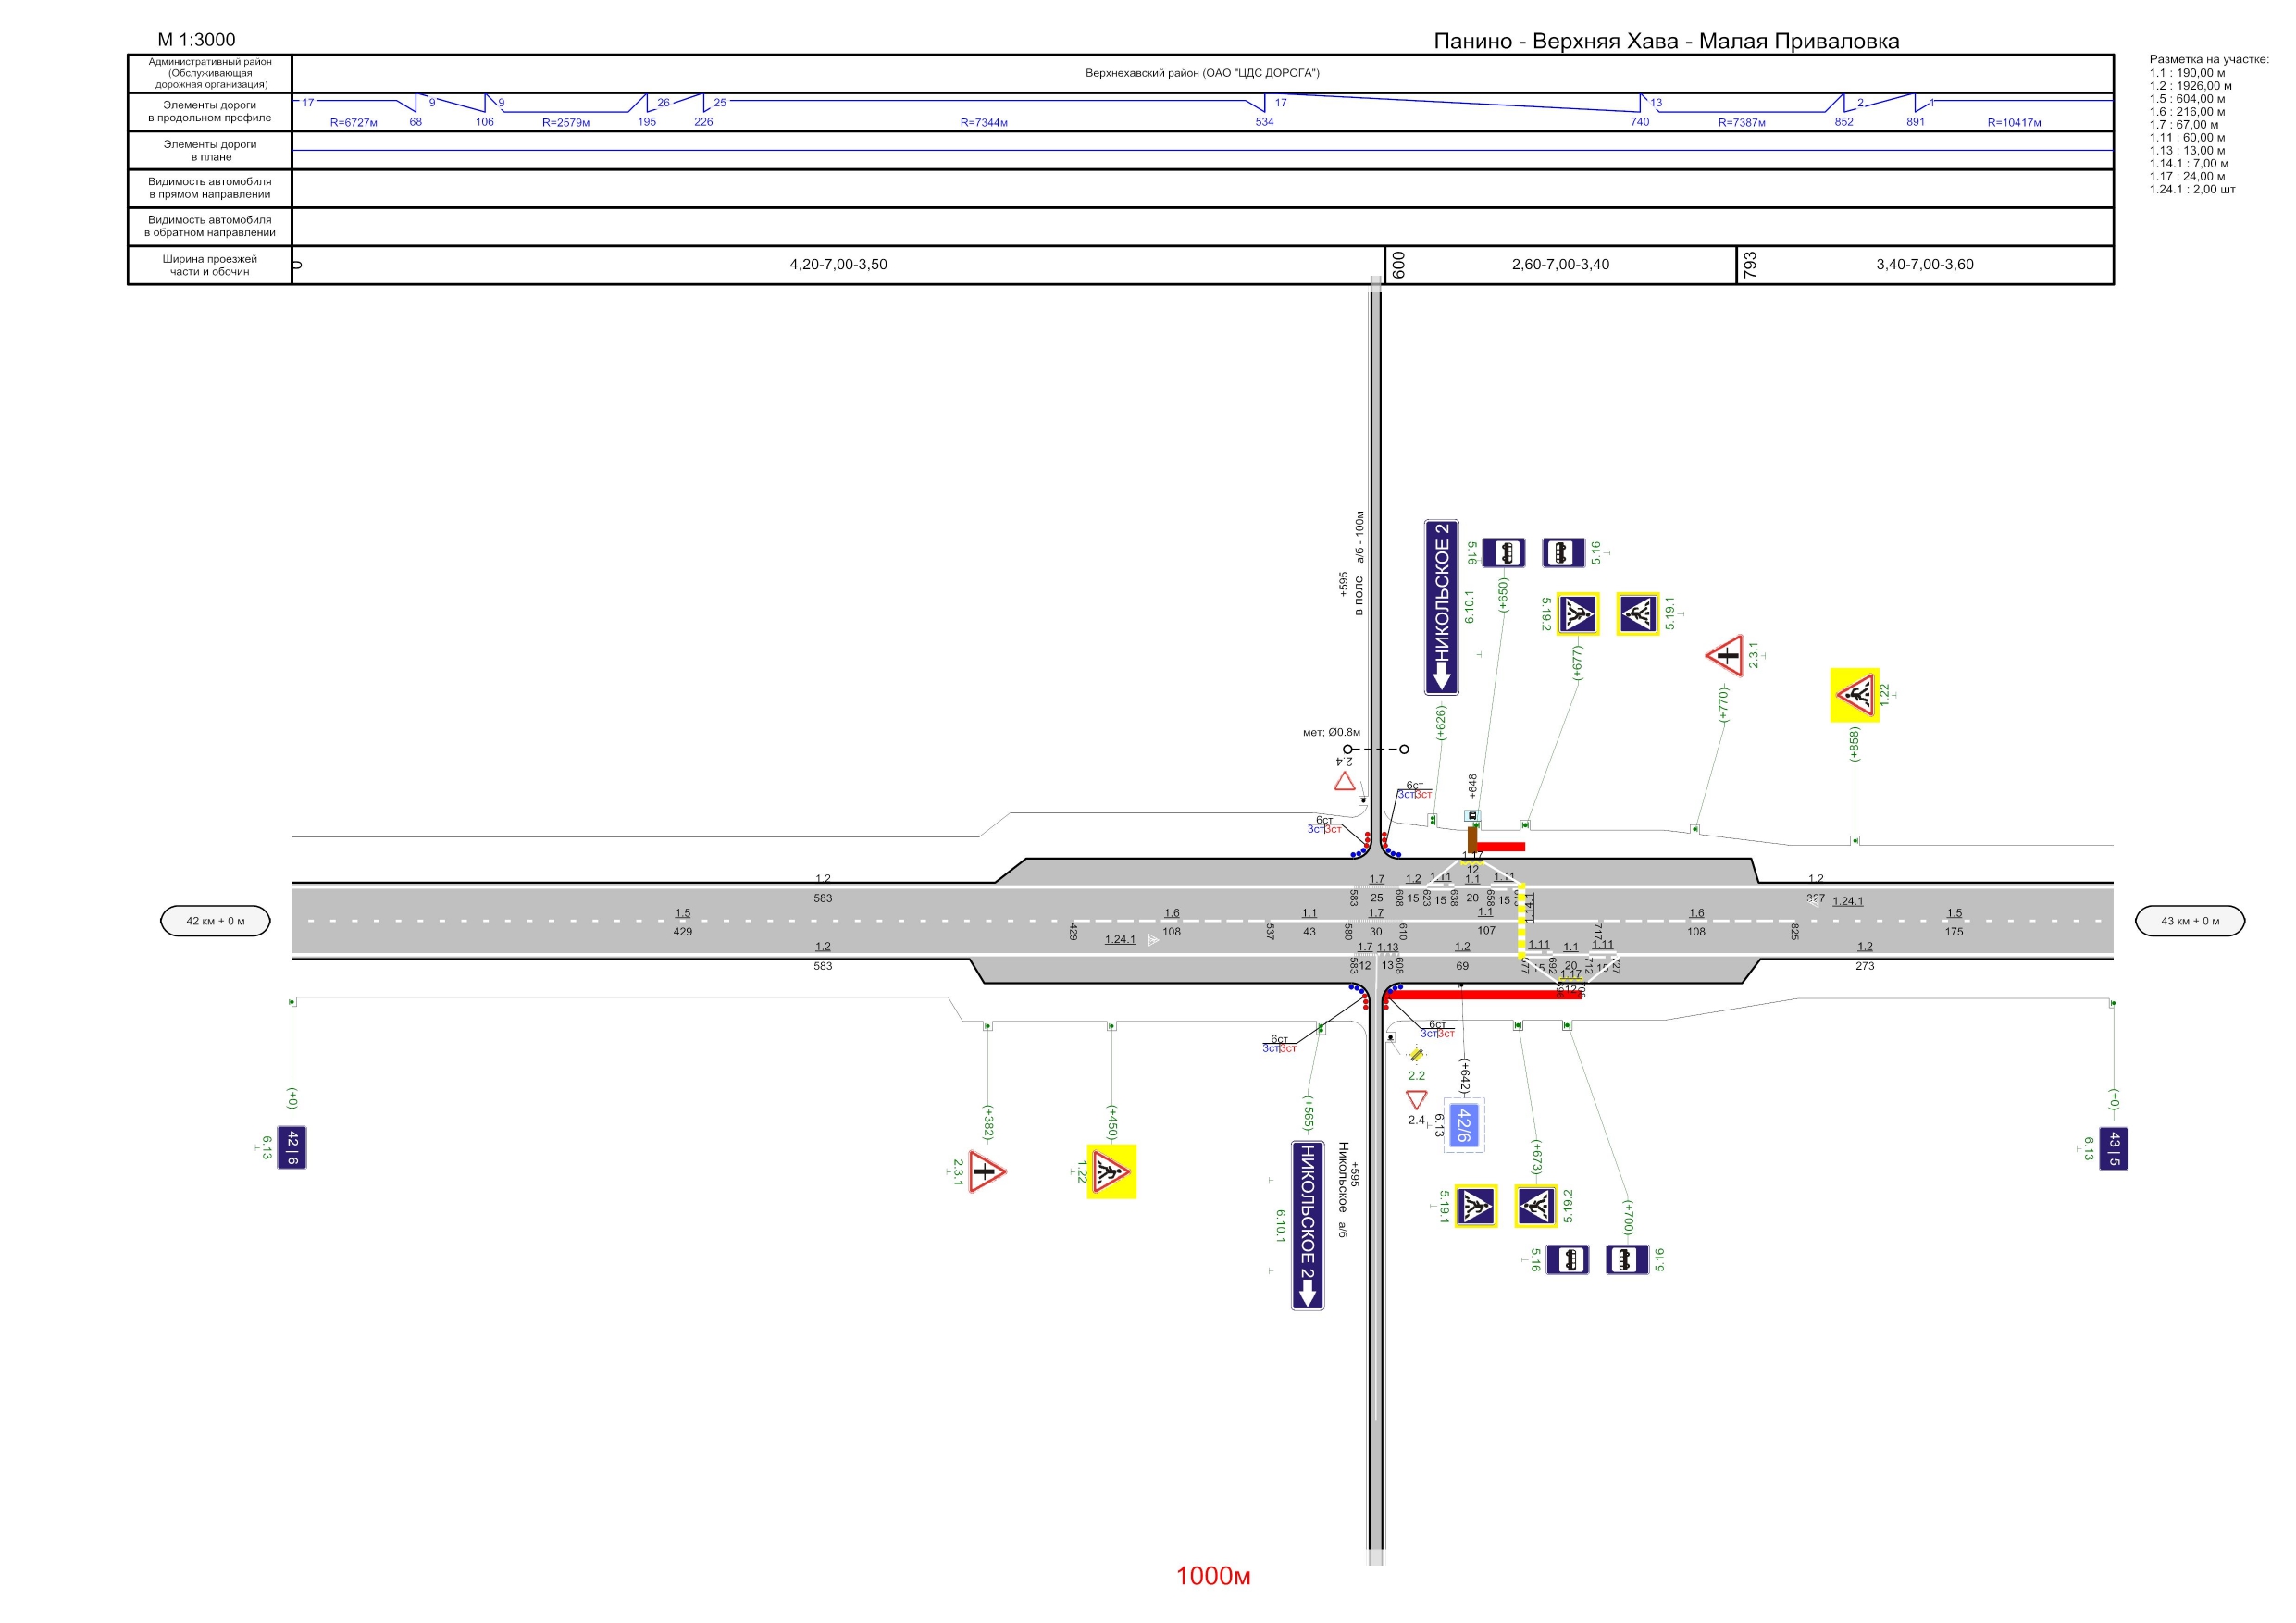 М 1:3000
Панино - Верхняя Хава - Малая Приваловка
Административный район
(Обслуживающая
дорожная организация)
Верхнехавский район (ОАО "ЦДС ДОРОГА")
Элементы дороги
в продольном профиле
17 9 9 26 25 17 13 2 1
R=6727м 68 106 R=2579м 195 226 R=7344м 534 740 R=7387м 852 891 R=10417м
Элементы дороги
в плане
Видимость автомобиля
в прямом направлении
Видимость автомобиля
в обратном направлении
Ширина проезжей
части и обочин
0 4,20-7,00-3,50 600 2,60-7,00-3,40 793 3,40-7,00-3,60
Разметка на участке:
1.1 : 190,00 м
1.2 : 1926,00 м
1.5 : 604,00 м
1.6 : 216,00 м
1.7 : 67,00 м
1.11 : 60,00 м
1.13 : 13,00 м
1.14.1 : 7,00 м
1.17 : 24,00 м
1.24.1 : 2,00 шт
+595
в поле а/б - 100м
НИКОЛЬСКОЕ 2
6.10.1
(+626)
5.16
5.16
(+650)
5.19.2
5.19.1
(+677)
2.3.1
(+770)
1.22
(+858)
мет; Ø0.8м
2.4
+648
6ст
3ст|3ст
6ст
3ст|3ст
1.17
12
1.2
583
1.7
25
1.2
15
1.11
15
1.1
20
1.11
15
1.2
583 608 623 638 658
1.24.1
42 км + 0 м
1.5
429
429
1.24.1
1.6
108
537
1.1
43
580
1.7
30
610
1.1
107
1.14.1
717
1.6
108
825
1.5
175
43 км + 0 м
1.2
583
583
1.7
12
1.13
13
608
1.2
69
1.11
692
1.1
20
712
1.11
15
727
1.2
273
1.17
12
6ст
3ст|3ст
6ст
3ст|3ст
(+0)
42 | 6
6.13
(+382)
2.3.1
(+450)
1.22
(+565)
НИКОЛЬСКОЕ 2
6.10.1
+595
Никольское а/б
2.2
2.4
(+642)
42/6
6.13
(+673)
5.19.1
5.19.2
(+700)
5.16
5.16
(+0)
43 | 5
6.13
1000м